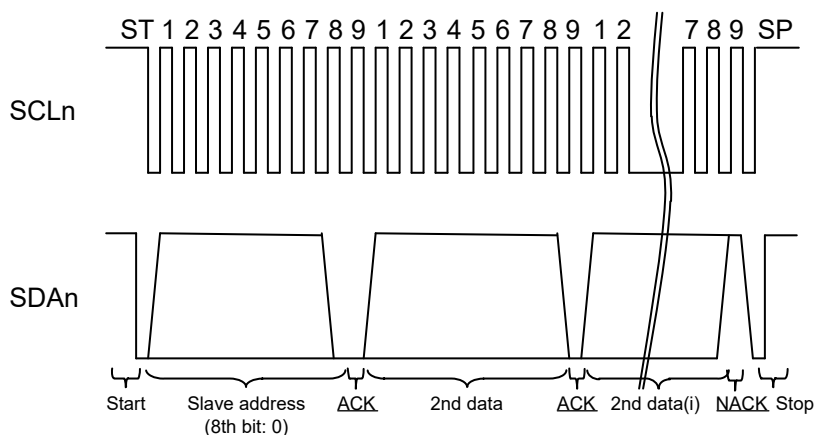 ST 1 2 3 4 5 6 7 8 9 1 2 3 4 5 6 7 8 9 1 2 7 8 9 SP
SCLn
SDAn
Start Slave address ACK 2nd data ACK 2nd data(i) NACK Stop
(8th bit: 0)